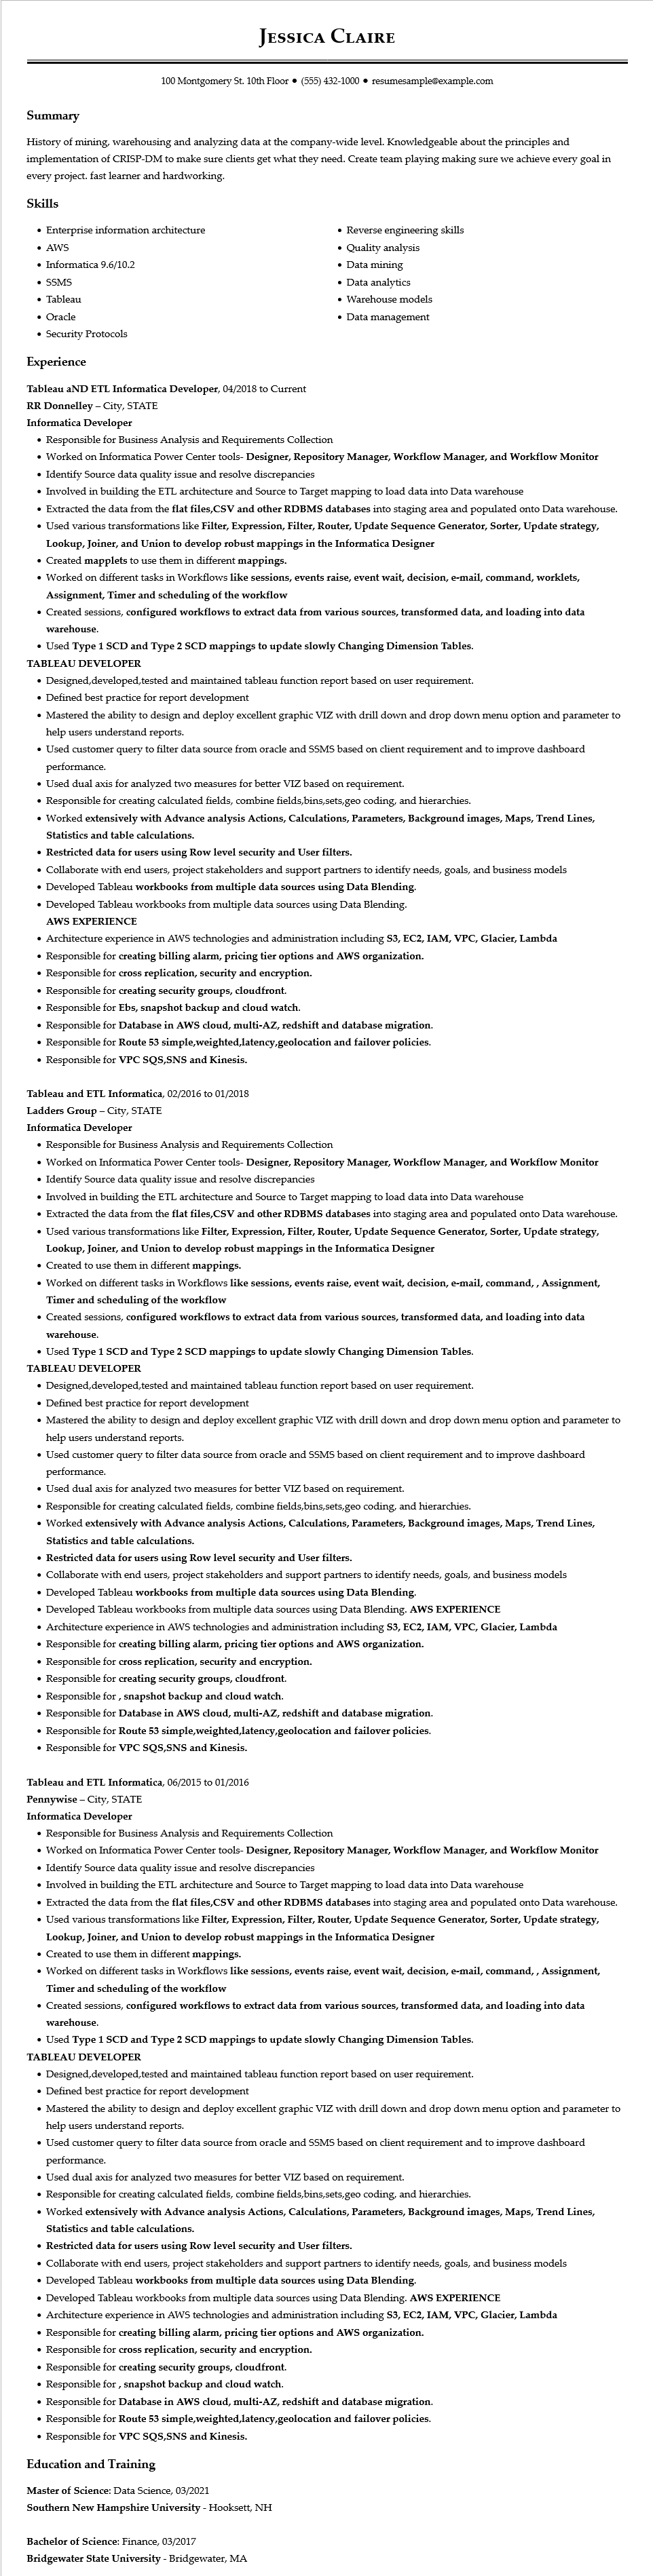 Jessica Claire
100 Montgomery St. 10th Floor ● (555) 432-1000 ● resumesample@example.com
Summary
History of mining, warehousing and analyzing data at the company-wide level. Knowledgeable about the principles and
implementation of CRISP-DM to make sure clients get what they need. Create team playing making sure we achieve every goal in
every project. fast learner and hardworking.
Skills
• Enterprise information architecture
• AWS
• Informatica 9.6/10.2
• SSMS
• Tableau
• Oracle
• Security Protocols
• Reverse engineering skills
• Quality analysis
• Data mining
• Data analytics
• Warehouse models
• Data management
Experience
Tableau aND ETL Informatica Developer, 04/2018 to Current
RR Donnelley – City, STATE
Informatica Developer
• Responsible for Business Analysis and Requirements Collection
• Worked on Informatica Power Center tools- Designer, Repository Manager, Workflow Manager, and Workflow Monitor
• Identify Source data quality issue and resolve discrepancies
• Involved in building the ETL architecture and Source to Target mapping to load data into Data warehouse
• Extracted the data from the flat files,CSV and other RDBMS databases into staging area and populated onto Data warehouse.
• Used various transformations like Filter, Expression, Filter, Router, Update Sequence Generator, Sorter, Update strategy,
Lookup, Joiner, and Union to develop robust mappings in the Informatica Designer
• Created mapplets to use them in different mappings.
• Worked on different tasks in Workflows like sessions, events raise, event wait, decision, e-mail, command, worklets,
Assignment, Timer and scheduling of the workflow
• Created sessions, configured workflows to extract data from various sources, transformed data, and loading into data
warehouse.
• Used Type 1 SCD and Type 2 SCD mappings to update slowly Changing Dimension Tables.
TABLEAU DEVELOPER
• Designed,developed,tested and maintained tableau function report based on user requirement.
• Defined best practice for report development
• Mastered the ability to design and deploy excellent graphic VIZ with drill down and drop down menu option and parameter to
help users understand reports.
• Used customer query to filter data source from oracle and SSMS based on client requirement and to improve dashboard
performance.
• Used dual axis for analyzed two measures for better VIZ based on requirement.
• Responsible for creating calculated fields, combine fields,bins,sets,geo coding, and hierarchies.
• Worked extensively with Advance analysis Actions, Calculations, Parameters, Background images, Maps, Trend Lines,
Statistics and table calculations.
• Restricted data for users using Row level security and User filters.
• Collaborate with end users, project stakeholders and support partners to identify needs, goals, and business models
• Developed Tableau workbooks from multiple data sources using Data Blending.
• Developed Tableau workbooks from multiple data sources using Data Blending.
AWS EXPERIENCE
• Architecture experience in AWS technologies and administration including S3, EC2, IAM, VPC, Glacier, Lambda
• Responsible for creating billing alarm, pricing tier options and AWS organization.
• Responsible for cross replication, security and encryption.
• Responsible for creating security groups, cloudfront.
• Responsible for Ebs, snapshot backup and cloud watch.
• Responsible for Database in AWS cloud, multi-AZ, redshift and database migration.
• Responsible for Route 53 simple,weighted,latency,geolocation and failover policies.
• Responsible for VPC SQS,SNS and Kinesis.
Tableau and ETL Informatica, 02/2016 to 01/2018
Ladders Group – City, STATE
Informatica Developer
• Responsible for Business Analysis and Requirements Collection
• Worked on Informatica Power Center tools- Designer, Repository Manager, Workflow Manager, and Workflow Monitor
• Identify Source data quality issue and resolve discrepancies
• Involved in building the ETL architecture and Source to Target mapping to load data into Data warehouse
• Extracted the data from the flat files,CSV and other RDBMS databases into staging area and populated onto Data warehouse.
• Used various transformations like Filter, Expression, Filter, Router, Update Sequence Generator, Sorter, Update strategy,
Lookup, Joiner, and Union to develop robust mappings in the Informatica Designer
• Created to use them in different mappings.
• Worked on different tasks in Workflows like sessions, events raise, event wait, decision, e-mail, command, , Assignment,
Timer and scheduling of the workflow
• Created sessions, configured workflows to extract data from various sources, transformed data, and loading into data
warehouse.
• Used Type 1 SCD and Type 2 SCD mappings to update slowly Changing Dimension Tables.
TABLEAU DEVELOPER
• Designed,developed,tested and maintained tableau function report based on user requirement.
• Defined best practice for report development
• Mastered the ability to design and deploy excellent graphic VIZ with drill down and drop down menu option and parameter to
help users understand reports.
• Used customer query to filter data source from oracle and SSMS based on client requirement and to improve dashboard
performance.
• Used dual axis for analyzed two measures for better VIZ based on requirement.
• Responsible for creating calculated fields, combine fields,bins,sets,geo coding, and hierarchies.
• Worked extensively with Advance analysis Actions, Calculations, Parameters, Background images, Maps, Trend Lines,
Statistics and table calculations.
• Restricted data for users using Row level security and User filters.
• Collaborate with end users, project stakeholders and support partners to identify needs, goals, and business models
• Developed Tableau workbooks from multiple data sources using Data Blending.
• Developed Tableau workbooks from multiple data sources using Data Blending. AWS EXPERIENCE
• Architecture experience in AWS technologies and administration including S3, EC2, IAM, VPC, Glacier, Lambda
• Responsible for creating billing alarm, pricing tier options and AWS organization.
• Responsible for cross replication, security and encryption.
• Responsible for creating security groups, cloudfront.
• Responsible for , snapshot backup and cloud watch.
• Responsible for Database in AWS cloud, multi-AZ, redshift and database migration.
• Responsible for Route 53 simple,weighted,latency,geolocation and failover policies.
• Responsible for VPC SQS,SNS and Kinesis.
Tableau and ETL Informatica, 06/2015 to 01/2016
Pennywise – City, STATE
Informatica Developer
• Responsible for Business Analysis and Requirements Collection
• Worked on Informatica Power Center tools- Designer, Repository Manager, Workflow Manager, and Workflow Monitor
• Identify Source data quality issue and resolve discrepancies
• Involved in building the ETL architecture and Source to Target mapping to load data into Data warehouse
• Extracted the data from the flat files,CSV and other RDBMS databases into staging area and populated onto Data warehouse.
• Used various transformations like Filter, Expression, Filter, Router, Update Sequence Generator, Sorter, Update strategy,
Lookup, Joiner, and Union to develop robust mappings in the Informatica Designer
• Created to use them in different mappings.
• Worked on different tasks in Workflows like sessions, events raise, event wait, decision, e-mail, command, , Assignment,
Timer and scheduling of the workflow
• Created sessions, configured workflows to extract data from various sources, transformed data, and loading into data
warehouse.
• Used Type 1 SCD and Type 2 SCD mappings to update slowly Changing Dimension Tables.
TABLEAU DEVELOPER
• Designed,developed,tested and maintained tableau function report based on user requirement.
• Defined best practice for report development
• Mastered the ability to design and deploy excellent graphic VIZ with drill down and drop down menu option and parameter to
help users understand reports.
• Used customer query to filter data source from oracle and SSMS based on client requirement and to improve dashboard
performance.
• Used dual axis for analyzed two measures for better VIZ based on requirement.
• Responsible for creating calculated fields, combine fields,bins,sets,geo coding, and hierarchies.
• Worked extensively with Advance analysis Actions, Calculations, Parameters, Background images, Maps, Trend Lines,
Statistics and table calculations.
• Restricted data for users using Row level security and User filters.
• Collaborate with end users, project stakeholders and support partners to identify needs, goals, and business models
• Developed Tableau workbooks from multiple data sources using Data Blending.
• Developed Tableau workbooks from multiple data sources using Data Blending. AWS EXPERIENCE
• Architecture experience in AWS technologies and administration including S3, EC2, IAM, VPC, Glacier, Lambda
• Responsible for creating billing alarm, pricing tier options and AWS organization.
• Responsible for cross replication, security and encryption.
• Responsible for creating security groups, cloudfront.
• Responsible for , snapshot backup and cloud watch.
• Responsible for Database in AWS cloud, multi-AZ, redshift and database migration.
• Responsible for Route 53 simple,weighted,latency,geolocation and failover policies.
• Responsible for VPC SQS,SNS and Kinesis.
Education and Training
Master of Science: Data Science, 03/2021
Southern New Hampshire University - Hooksett, NH
Bachelor of Science: Finance, 03/2017
Bridgewater State University - Bridgewater, MA